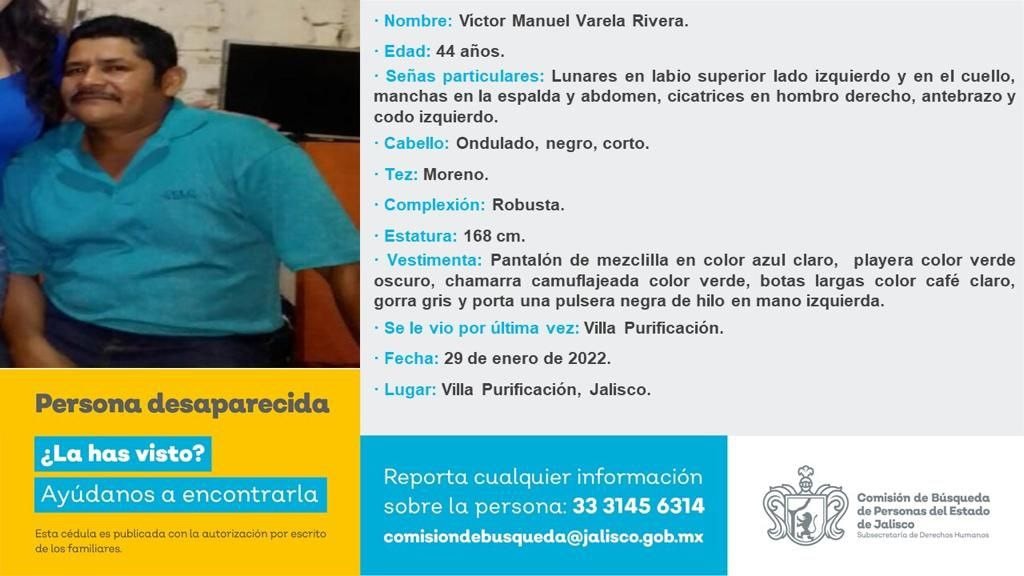 · Nombre: Víctor Manuel Varela Rivera.
· Edad: 44 años.
· Señas particulares: Lunares en labio superior lado izquierdo y en el cuello,
manchas en la espalda y abdomen, cicatrices en hombro derecho, antebrazo y
codo izquierdo.
· Cabello: Ondulado, negro, corto.
· Tez: Moreno.
· Complexión: Robusta.
· Estatura: 168 cm.
· Vestimenta: Pantalón de mezclilla en color azul claro, playera color verde
oscuro, chamarra camuflajeada color verde, botas largas color café claro,
gorra gris y porta una pulsera negra de hilo en mano izquierda.
· Se le vio por última vez: Villa Purificación.
· Fecha: 29 de enero de 2022.
· Lugar: Villa Purificación, Jalisco.
Persona desaparecida
¿La has visto?
Ayúdanos a encontrarla
Esta cédula es publicada con la autorización por escrito
de los familiares.
Reporta cualquier información
sobre la persona: 33 3145 6314
comisiondebusqueda@jalisco.gob.mx
Comisión de Búsqueda
de Personas del Estado
de Jalisco
Subsecretaría de Derechos Humanos